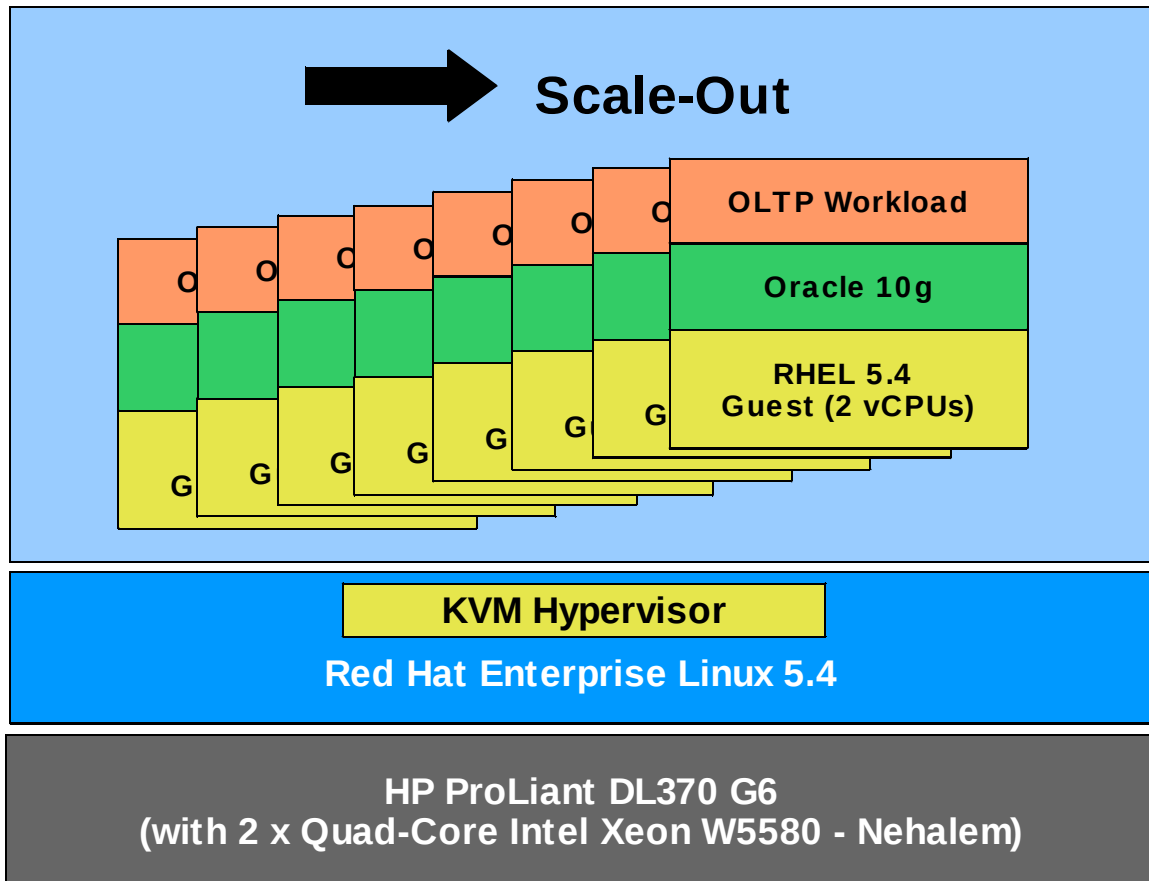 Scale-Out
OLTP Workload
Oracle 10g
RHEL 5.4
Guest (2 vCPUs)
O
O
O
O
O
O
O
G
G
G
G
G
Gu
G
KVM Hypervisor
Red Hat Enterprise Linux 5.4
HP ProLiant DL370 G6
(with 2 x Quad-Core Intel Xeon W5580 - Nehalem)